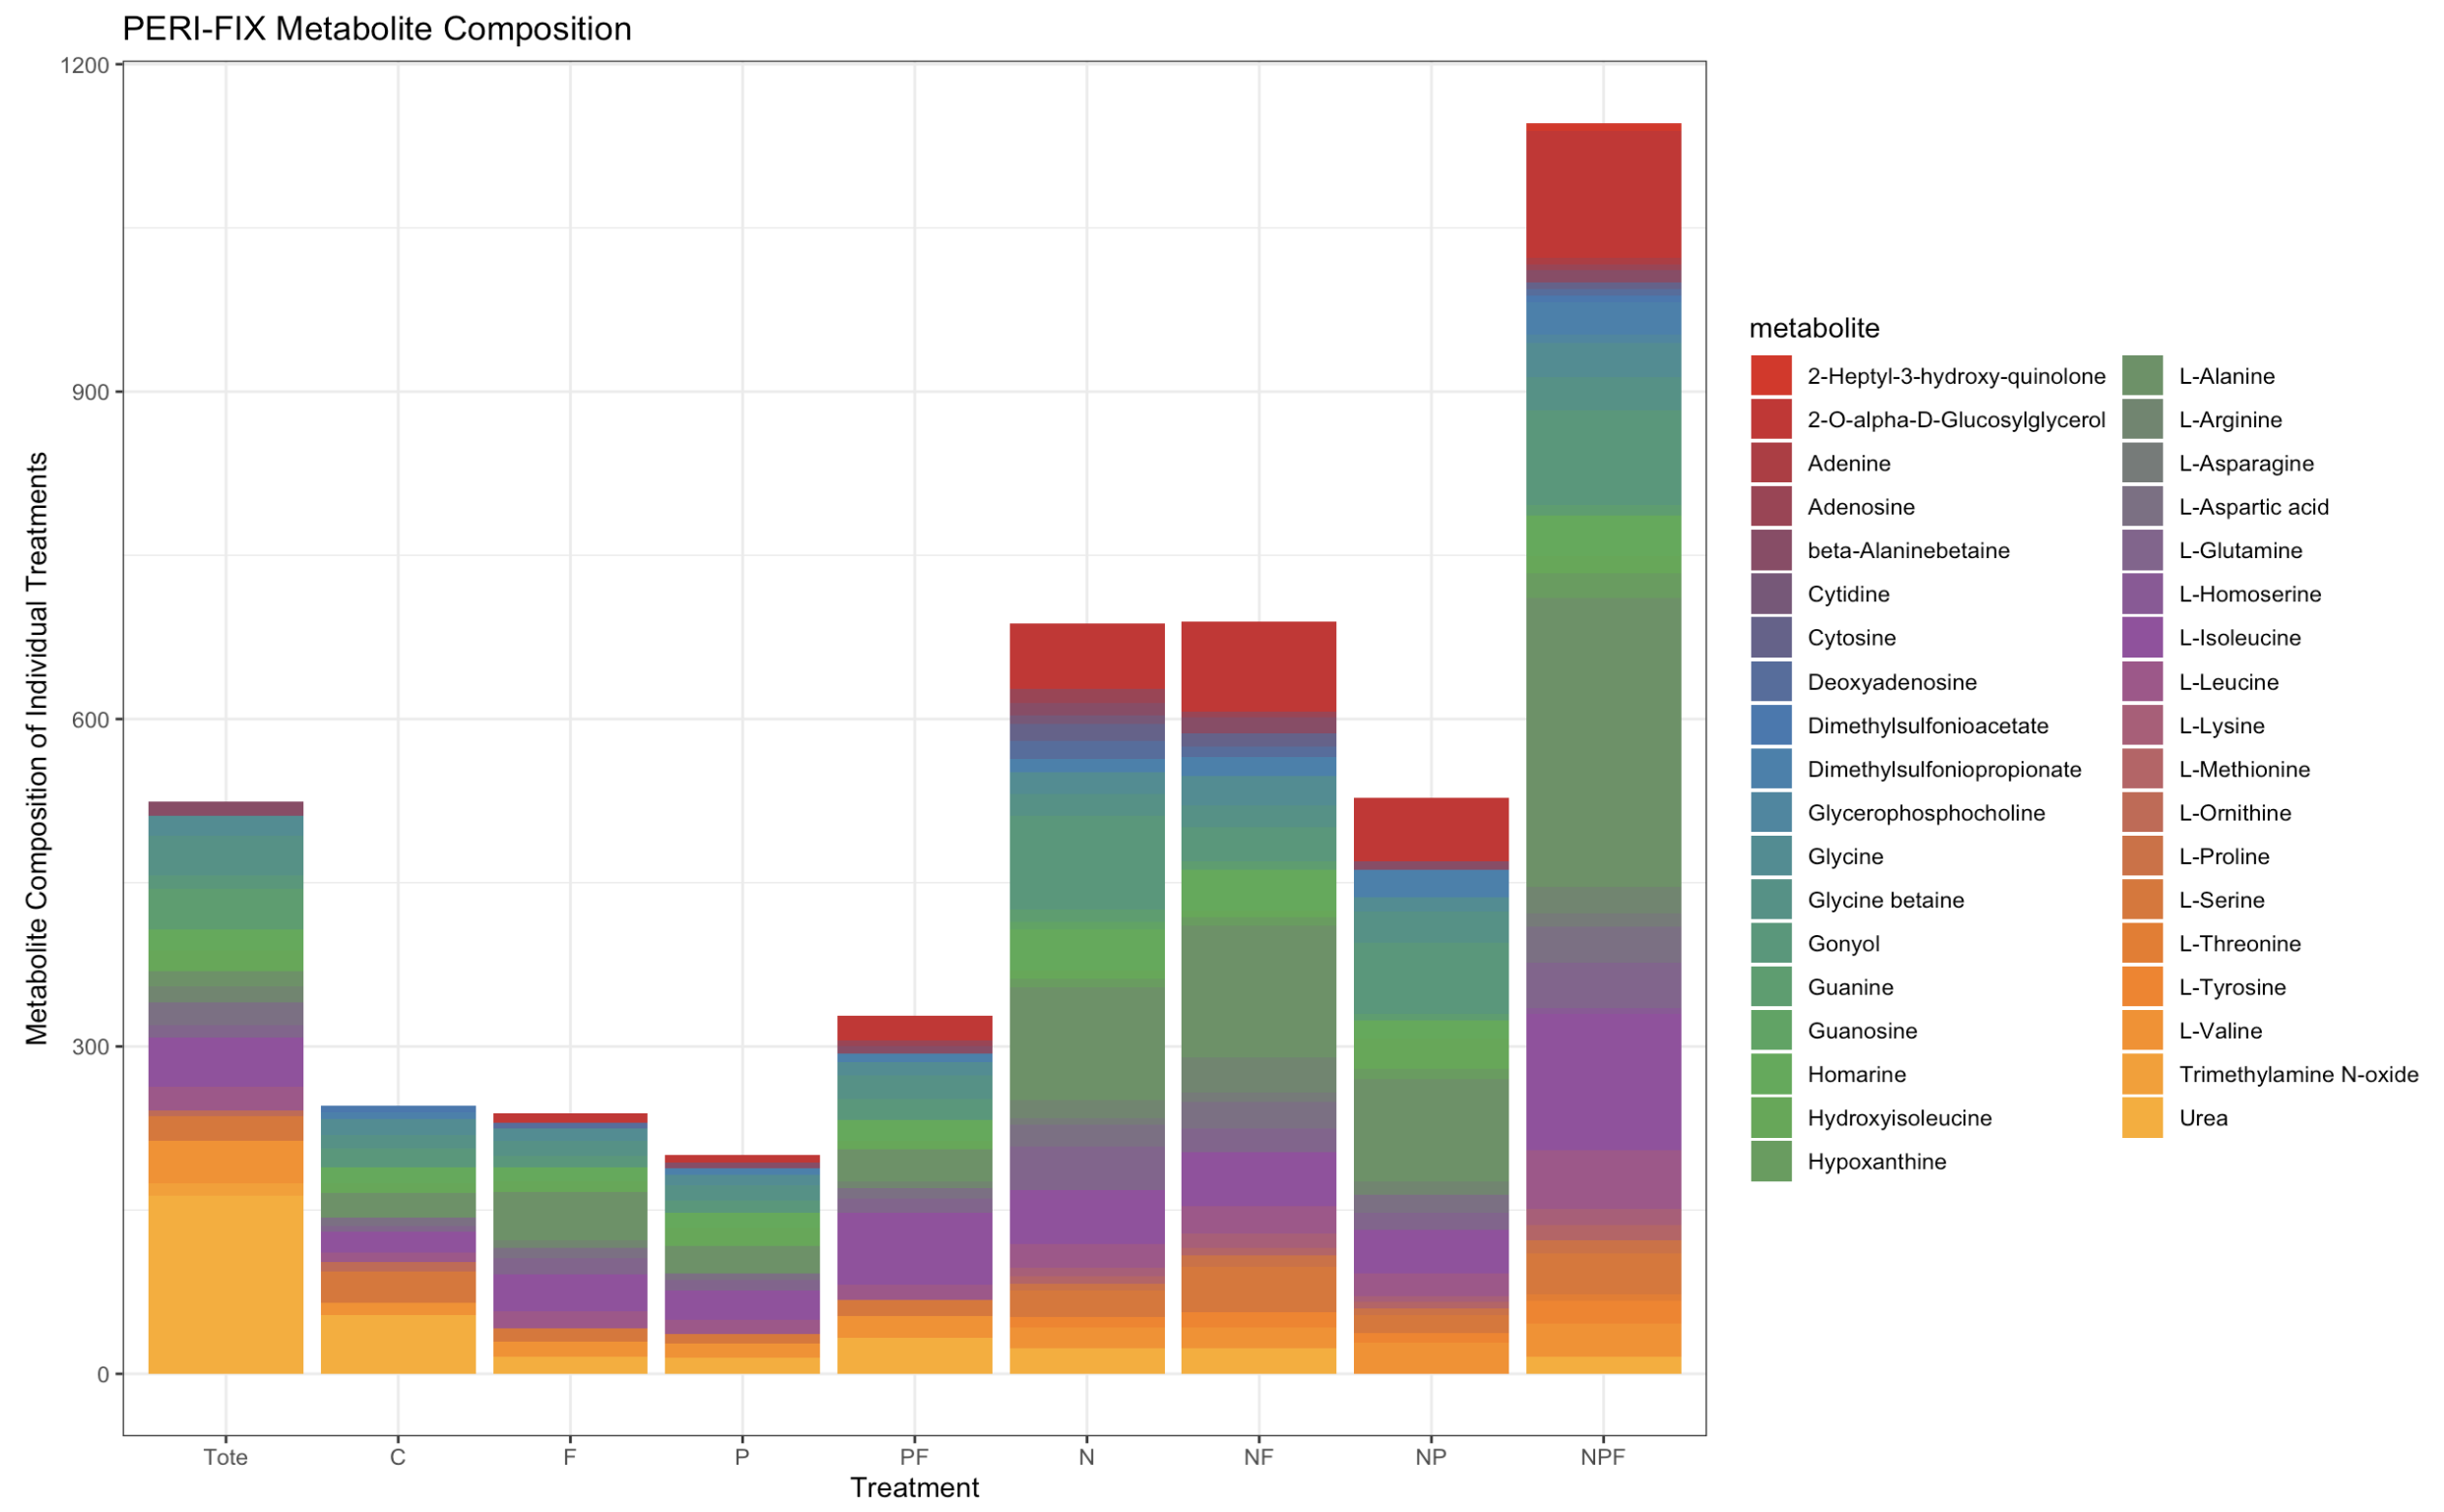 PERI-FIX Metabolite Composition
1200
900
600
300
0
Metabolite Composition of Individual Treatments
Tote
C
F
P
PF
N
NF
NP
NPF
Treatment
metabolite
2-Heptyl-3-hydroxy-quinolone
2-O-alpha-D-Glucosylglycerol
Adenine
Adenosine
beta-Alaninebetaine
Cytidine
Cytosine
Deoxyadenosine
Dimethylsulfonioacetate
Dimethylsulfoniopropionate
Glycerophosphocholine
Glycine
Glycine betaine
Gonyol
Guanine
Guanosine
Homarine
Hydroxyisoleucine
Hypoxanthine
L-Alanine
L-Arginine
L-Asparagine
L-Aspartic acid
L-Glutamine
L-Homoserine
L-Isoleucine
L-Leucine
L-Lysine
L-Methionine
L-Ornithine
L-Proline
L-Serine
L-Threonine
L-Tyrosine
L-Valine
Trimethylamine N-oxide
Urea